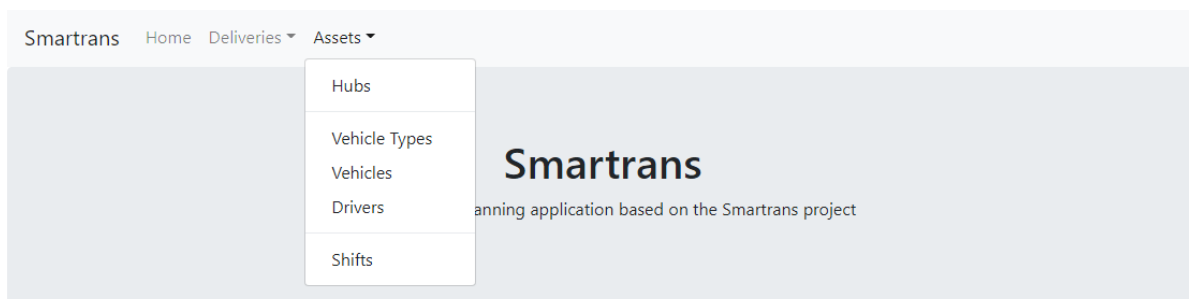 Smartrans Home Deliveries Assets
Hubs
Vehicle Types
Vehicles
Drivers
Shifts
Smartrans
anning application based on the Smartrans project